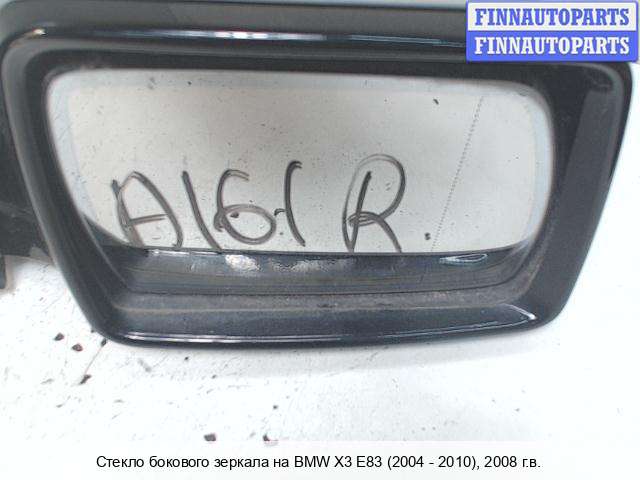 FINNAUTOPARTS
FINNAUTOPARTS
A161 R
Стекло бокового зеркала на BMW X3 E83 (2004 - 2010), 2008 г.в.